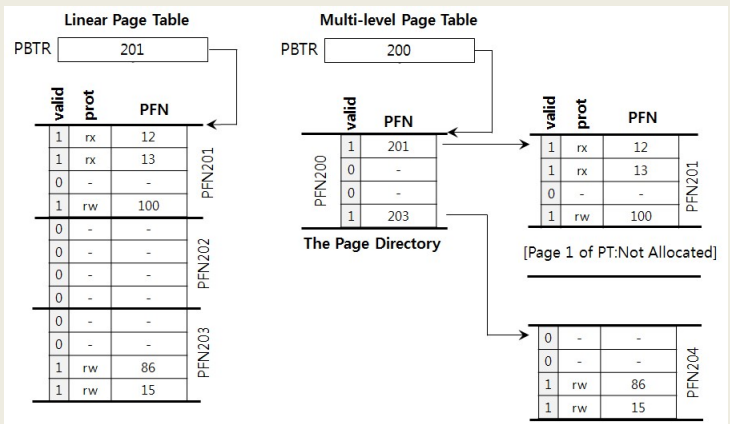 Linear Page Table
PBTR 201
valid prot PFN
1 rx 12
1 rx 13
0 - -
1 rw 100
PFN201
0 - -
0 - -
0 - -
0 - -
PFN202
0 - -
0 - -
1 rw 86
1 rw 15
PFN203
Multi-level Page Table
PBTR 200
valid PFN
1 201
0 -
0 -
1 203
PFN200
The Page Directory
valid prot PFN
1 rx 12
1 rx 13
0 - -
1 rw 100
PFN201
[Page 1 of PT:Not Allocated]
0 - -
0 - -
1 rw 86
1 rw 15
PFN204